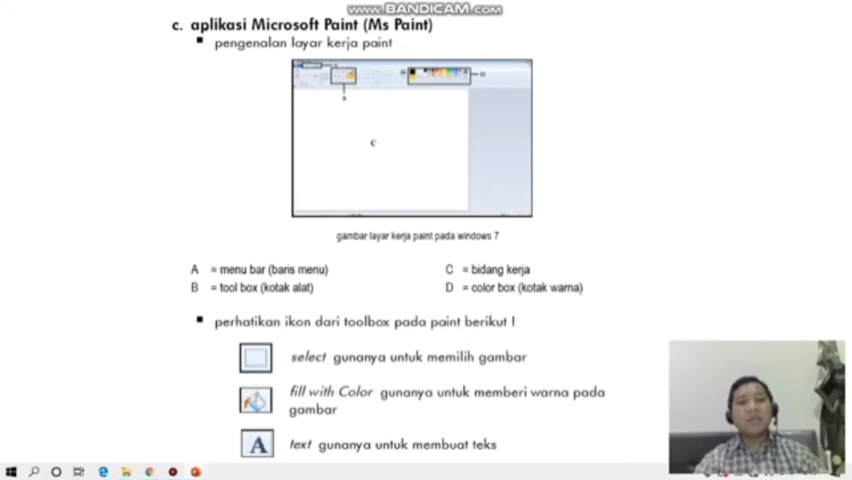 www.BANDICAM.com
c. aplikasi Microsoft Paint (Ms Paint)
▪ pengenalan layar kerja paint
B
C
D
gambar layar kerja paint pada windows 7
A = menu bar (baris menu)
C = bidang kerja
B = tool box (kotak alat)
D = color box (kotak warna)
▪ perhatikan ikon dari toolbox pada paint berikut !
select gunanya untuk memilih gambar
fill with Color gunanya untuk memberi warna pada
gambar
A
text gunanya untuk membuat teks